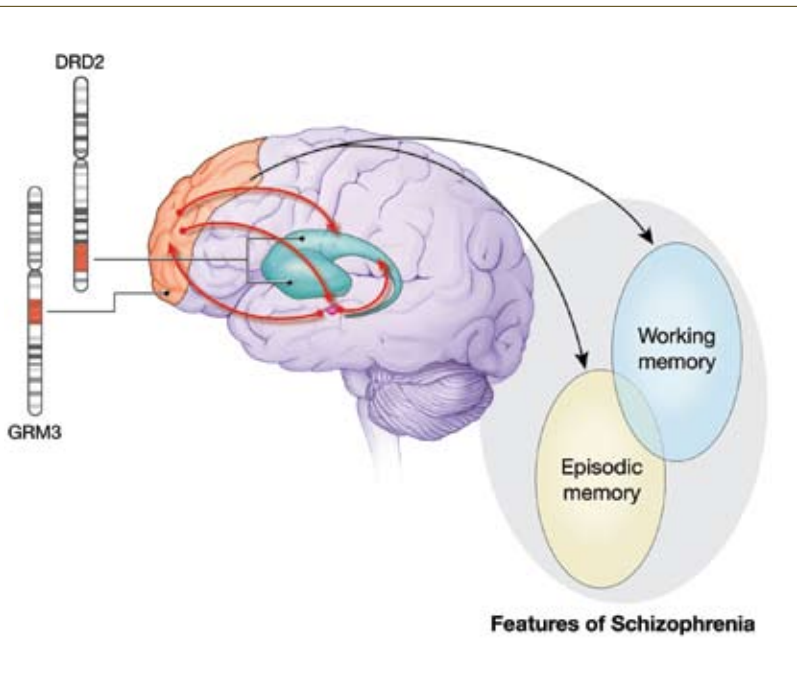 DRD2
GRM3
Working
memory
Episodic
memory
Features of Schizophrenia